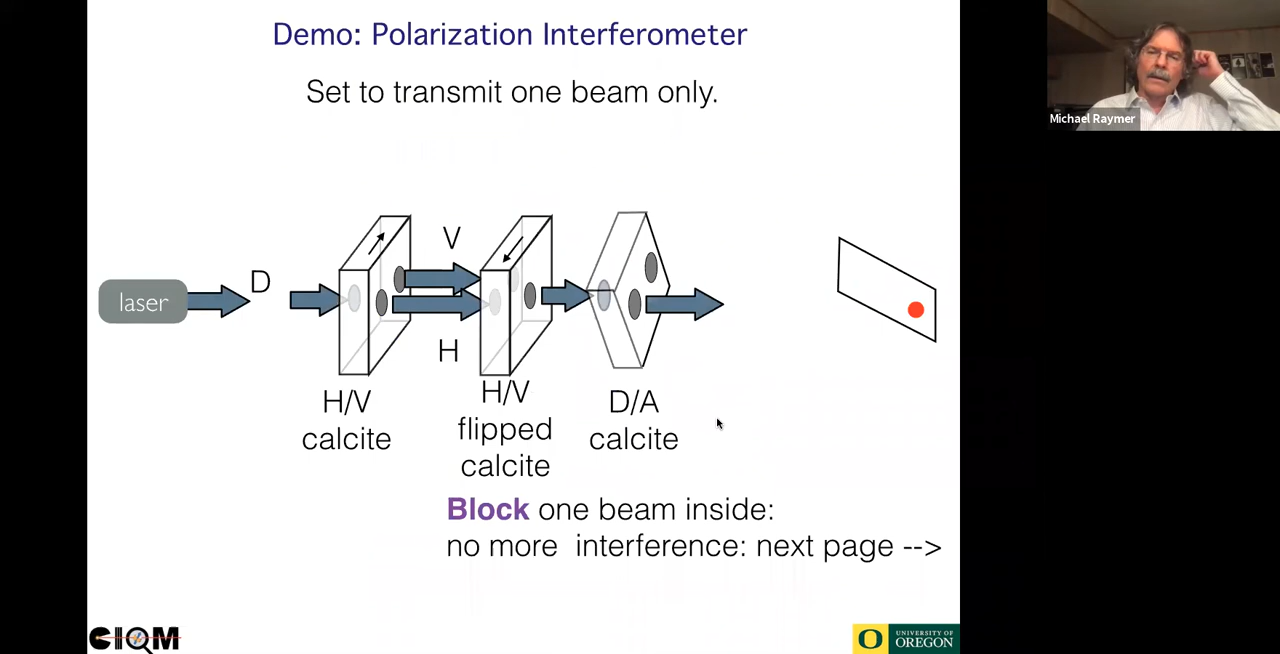 Demo: Polarization Interferometer
Set to transmit one beam only.
Michael Raymer
laser
D
V
H
H/V
calcite
H/V
flipped
calcite
D/A
calcite
Block one beam inside:
no more interference: next page -->
CIQM
O
UNIVERSITY OF
OREGON